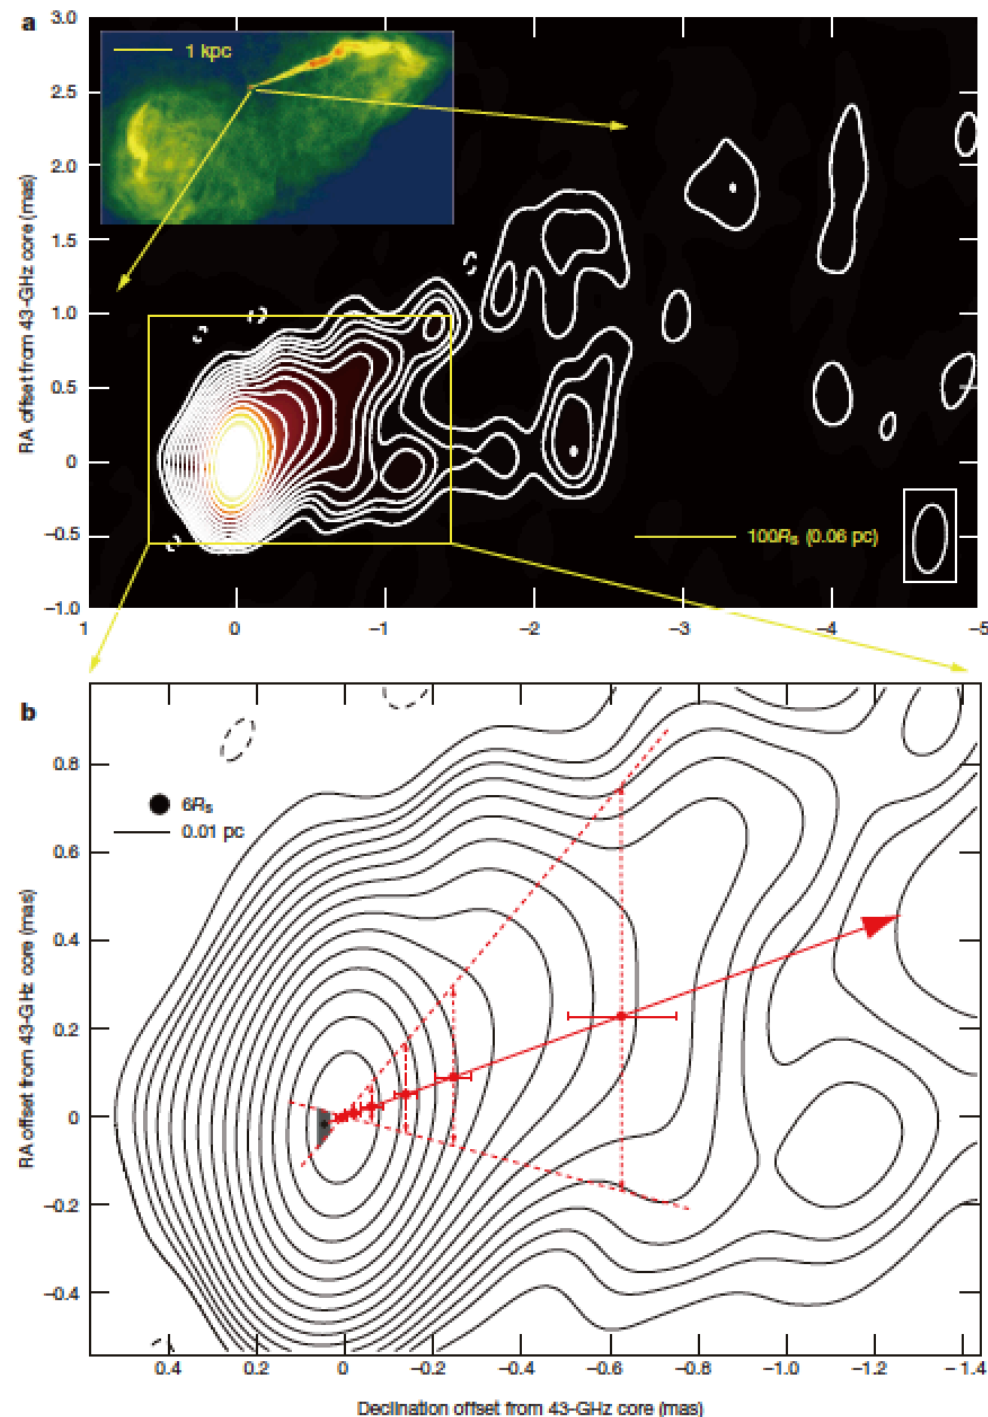 a
3.0
1 kpc
2.5
2.0
1.5
1.0
0.5
0
–0.5
–1.0
RA offset from 43-GHz core (mas)
100Rs (0.06 pc)
1 0 –1 –2 –3 –4 –5
b
6Rs
0.01 pc
0.8
0.6
0.4
0.2
0
–0.2
–0.4
RA offset from 43-GHz core (mas)
0.4 0.2 0 –0.2 –0.4 –0.6 –0.8 –1.0 –1.2 –1.4
Declination offset from 43-GHz core (mas)